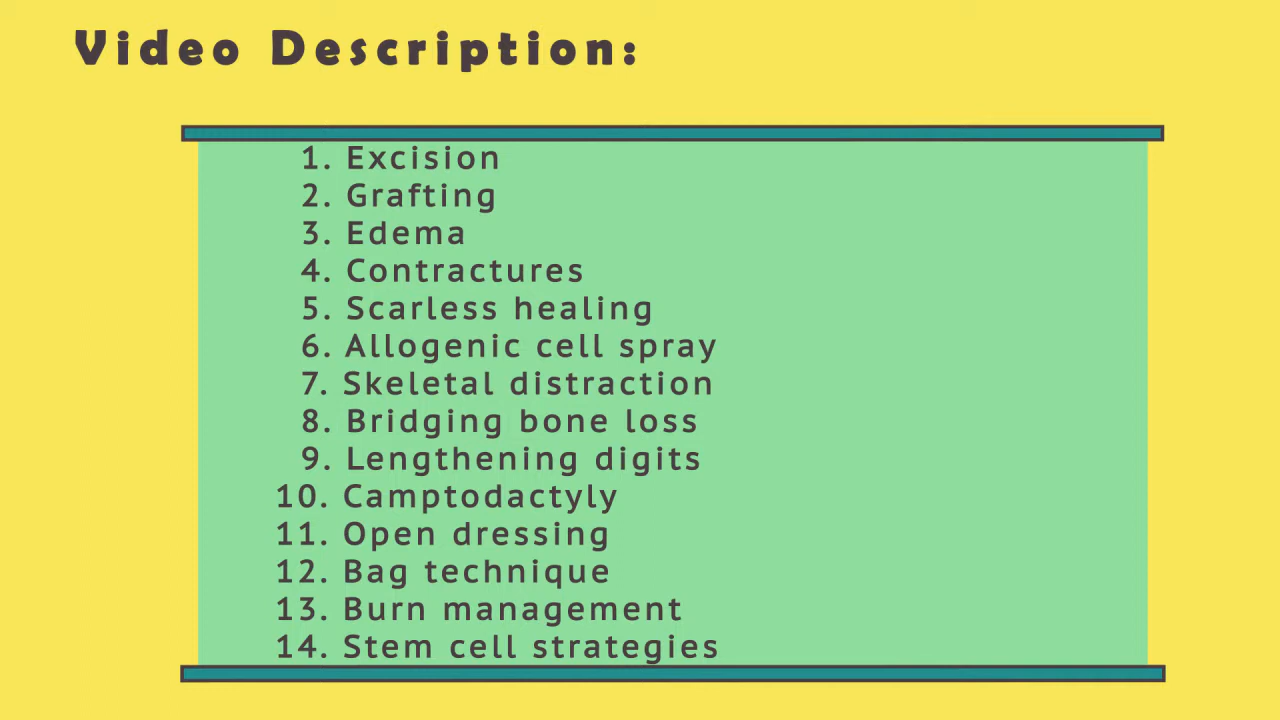 Video Description:
1. Excision
2. Grafting
3. Edema
4. Contractures
5. Scarless healing
6. Allogenic cell spray
7. Skeletal distraction
8. Bridging bone loss
9. Lengthening digits
10. Camptodactyly
11. Open dressing
12. Bag technique
13. Burn management
14. Stem cell strategies